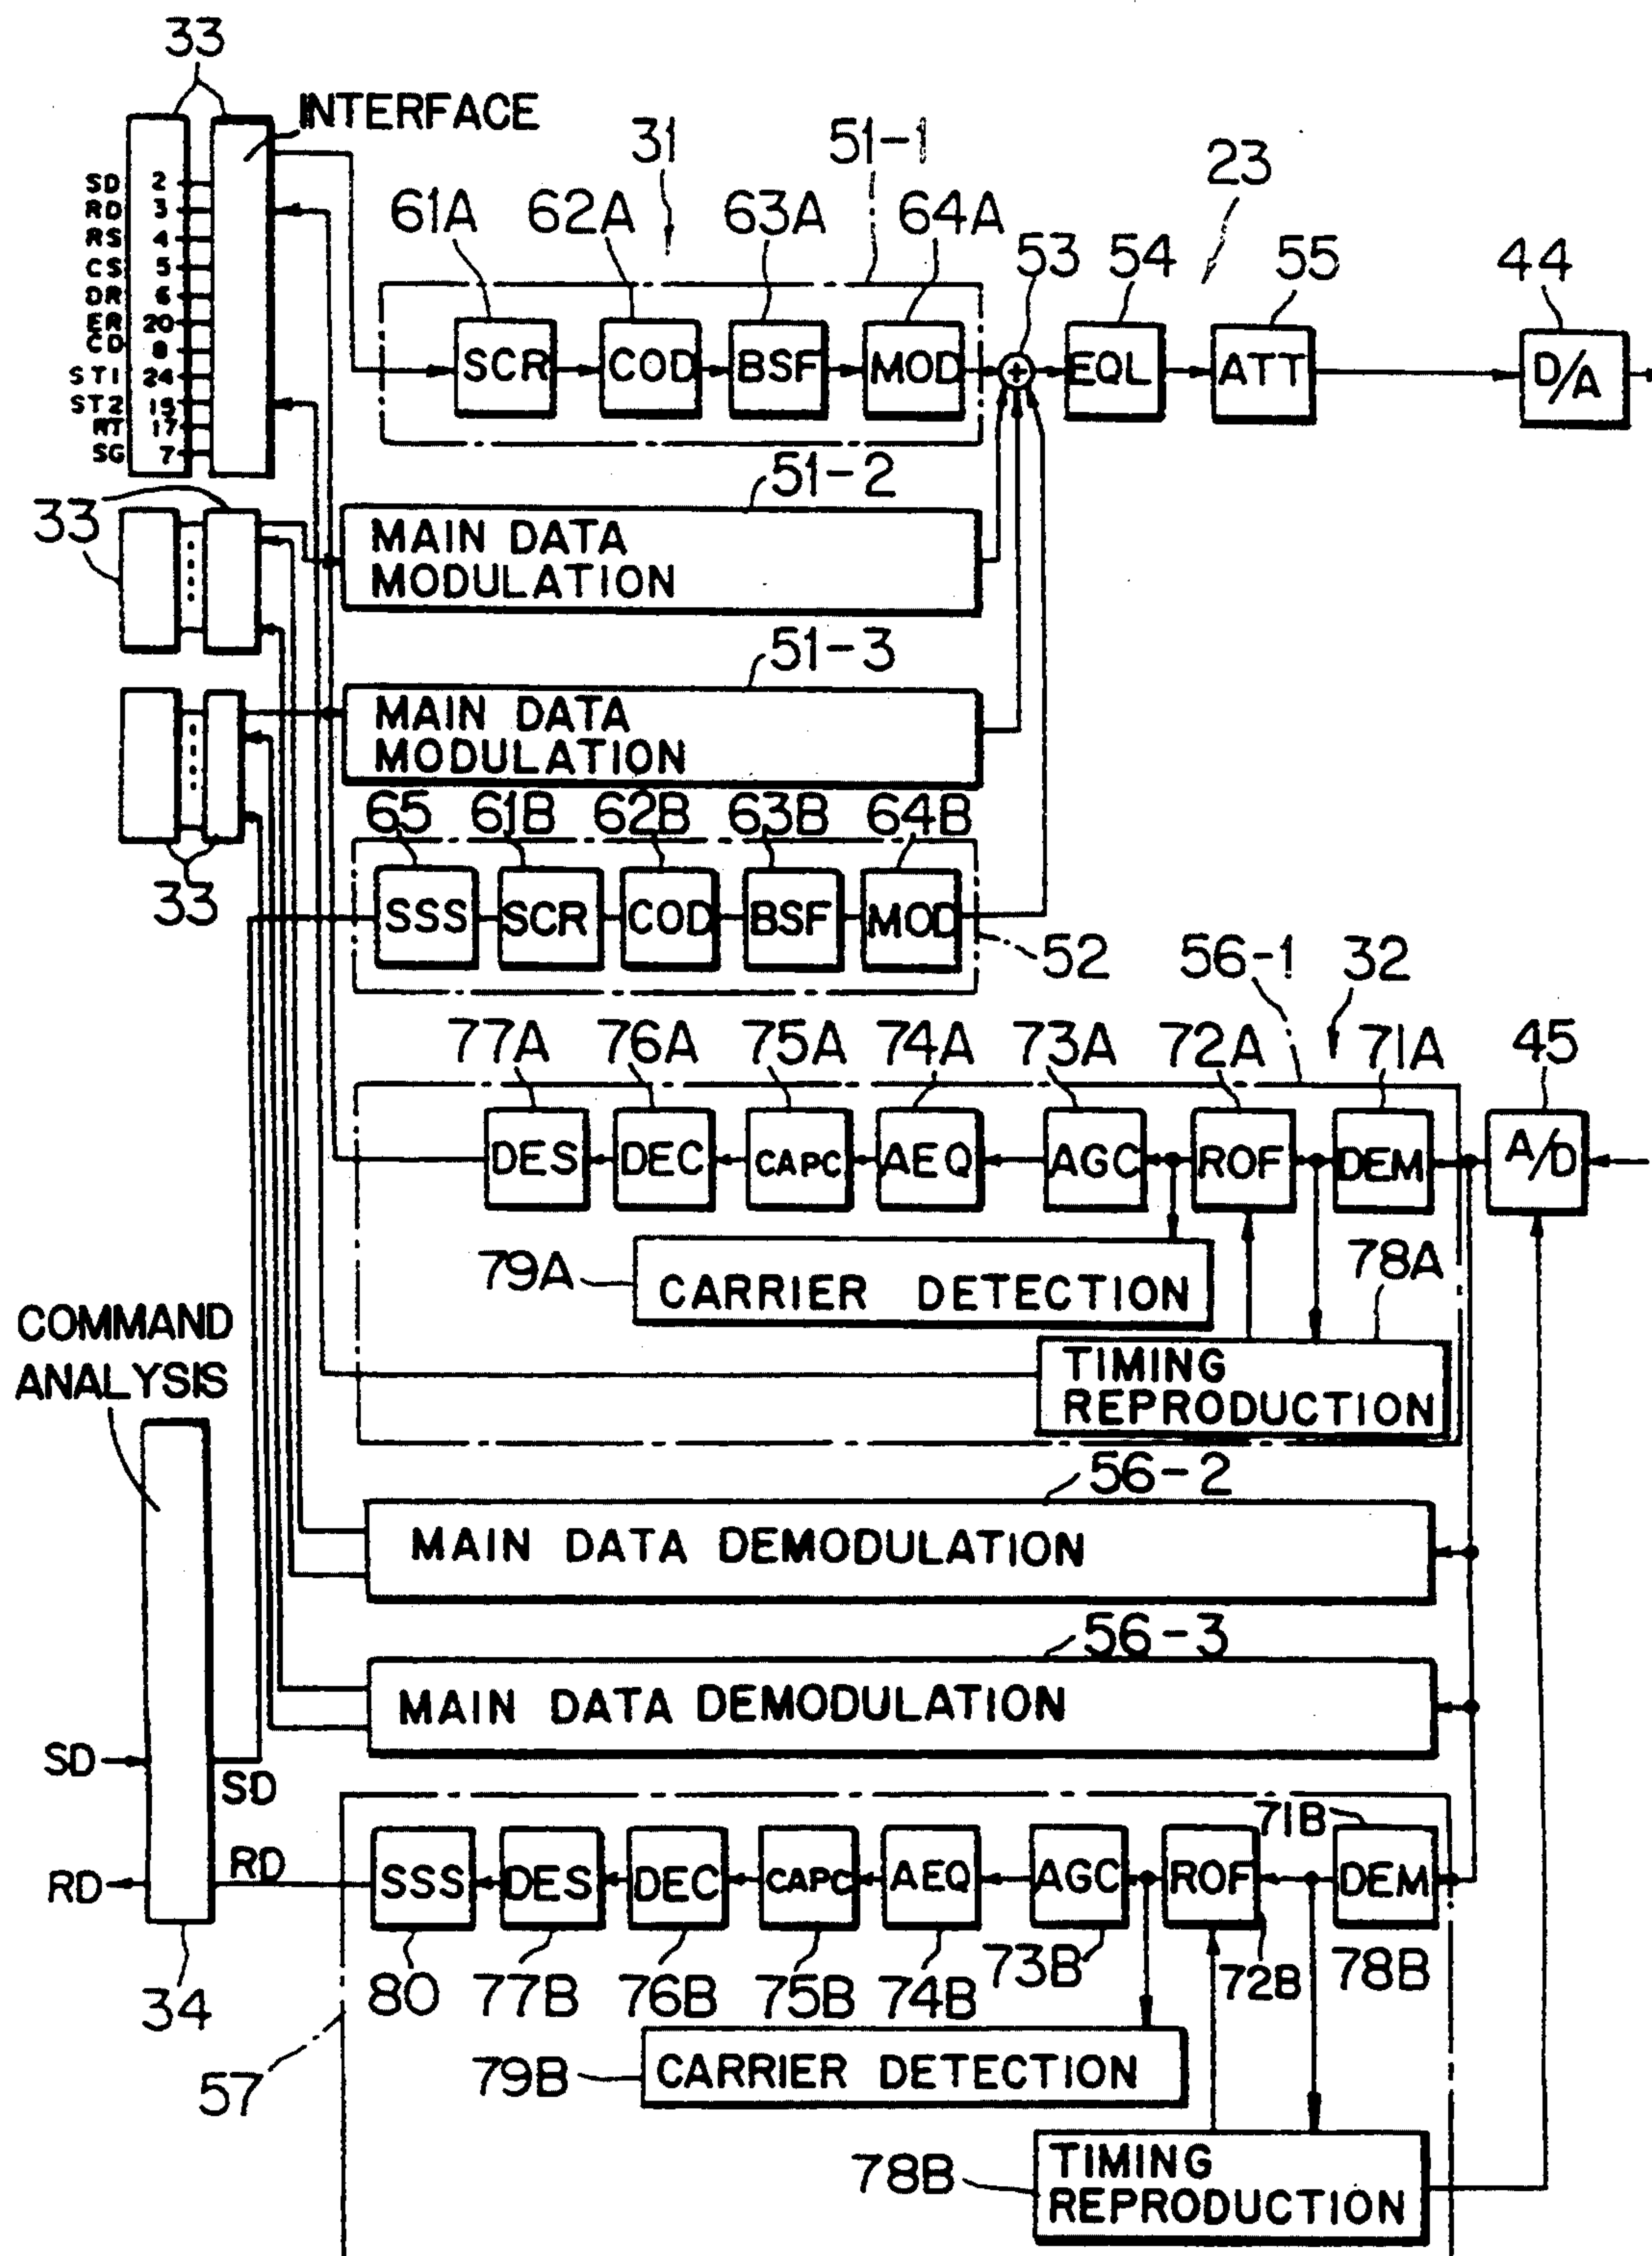 33
INTERFACE
SD 2
RD 3
RS 4
CS 5
DR 6
ER 20
CD 8
ST1 24
ST2 15
RT 17
SG 7
31
51-1
23
61A 62A 63A 64A
53 54 55 44
SCR COD BSF MOD + EQL ATT D/A
33
51-2
MAIN DATA
MODULATION
51-3
MAIN DATA
MODULATION
33
65 61B 62B 63B 64B
SSS SCR COD BSF MOD
52
56-1 32
77A 76A 75A 74A 73A 72A 71A 45
DES DEC CAPC AEQ AGC ROF DEM A/D
79A
CARRIER DETECTION
78A
TIMING
REPRODUCTION
COMMAND
ANALYSIS
56-2
MAIN DATA DEMODULATION
56-3
MAIN DATA DEMODULATION
SD
SD
RD
RD
34
71B
SSS DES DEC CAPC AEQ AGC ROF DEM
80 77B 76B 75B 74B 73B 72B 78B
57
79B
CARRIER DETECTION
78B
TIMING
REPRODUCTION